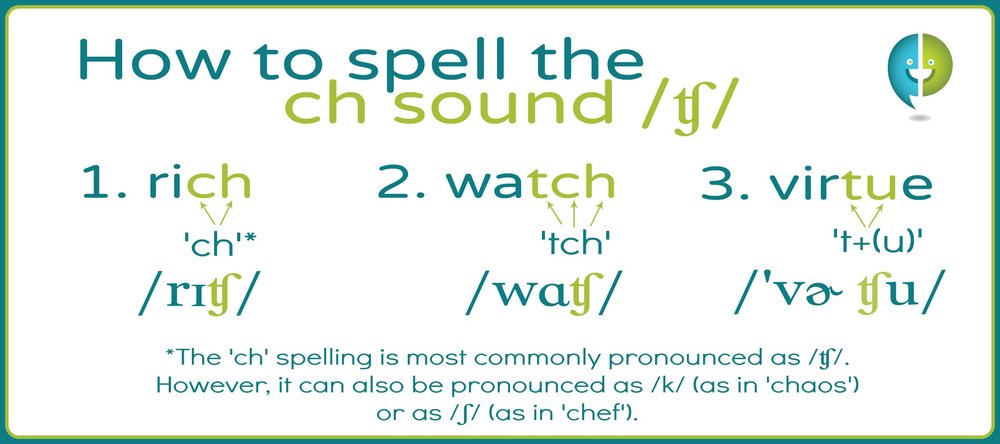 How to spell the
ch sound /ʧ/
1. rich 2. watch 3. virtue
'ch'* 'tch' 't+(u)'
/rɪʧ/ /wɑʧ/ /ˈvɚ ʧu/
*The 'ch' spelling is most commonly pronounced as /ʧ/.
However, it can also be pronounced as /k/ (as in 'chaos')
or as /ʃ/ (as in 'chef').